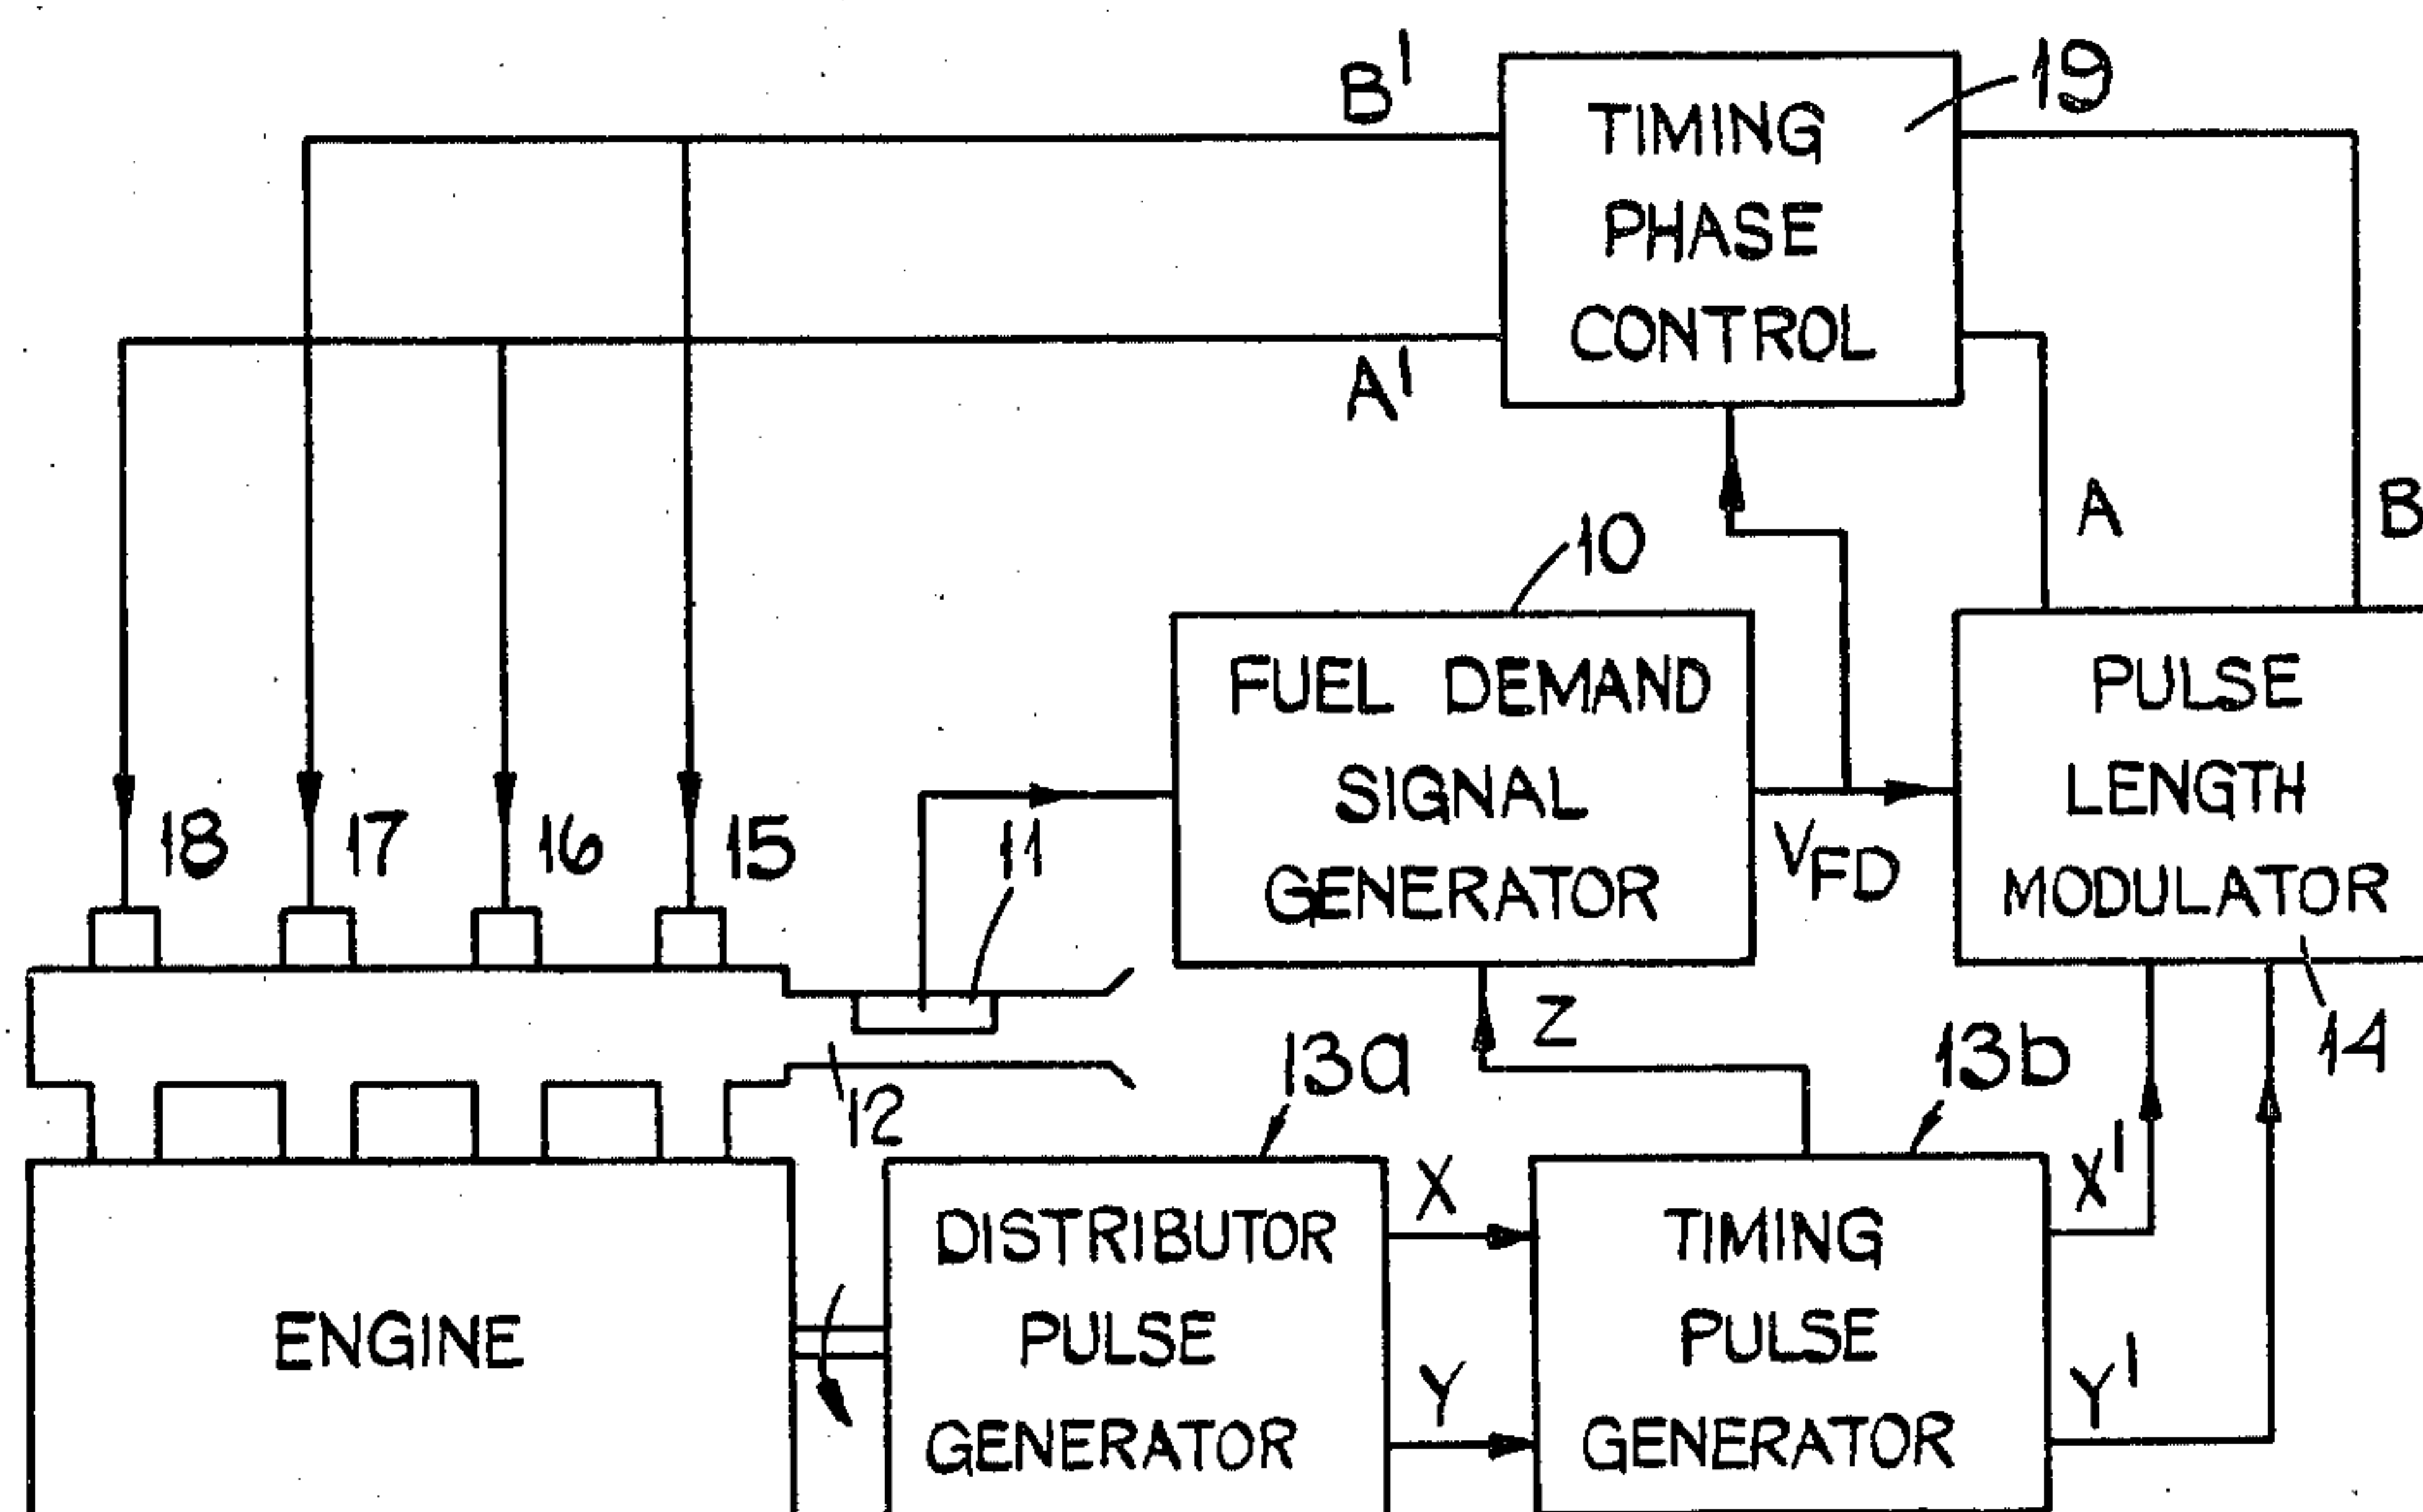 B'
TIMING
PHASE
CONTROL
19
A'
A
B
10
FUEL DEMAND
SIGNAL
GENERATOR
V_FD
PULSE
LENGTH
MODULATOR
14
18
17
16
15
11
12
Z
13a
13b
ENGINE
DISTRIBUTOR
PULSE
GENERATOR
X
Y
TIMING
PULSE
GENERATOR
X'
Y'